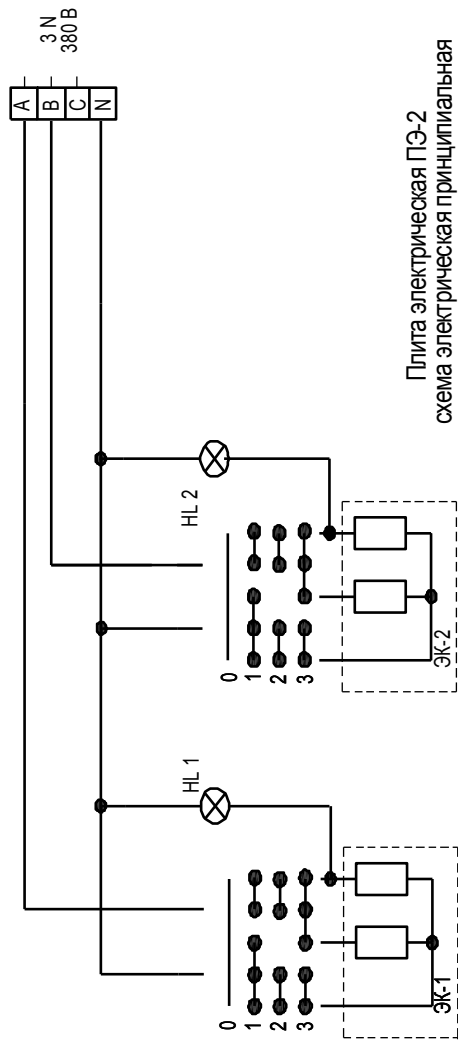 A
B
C
N
3 N
380 В
HL 2
HL 1
0
1
2
3
0
1
2
3
ЭК-2
ЭК-1
Плита электрическая ПЭ-2
схема электрическая принципиальная